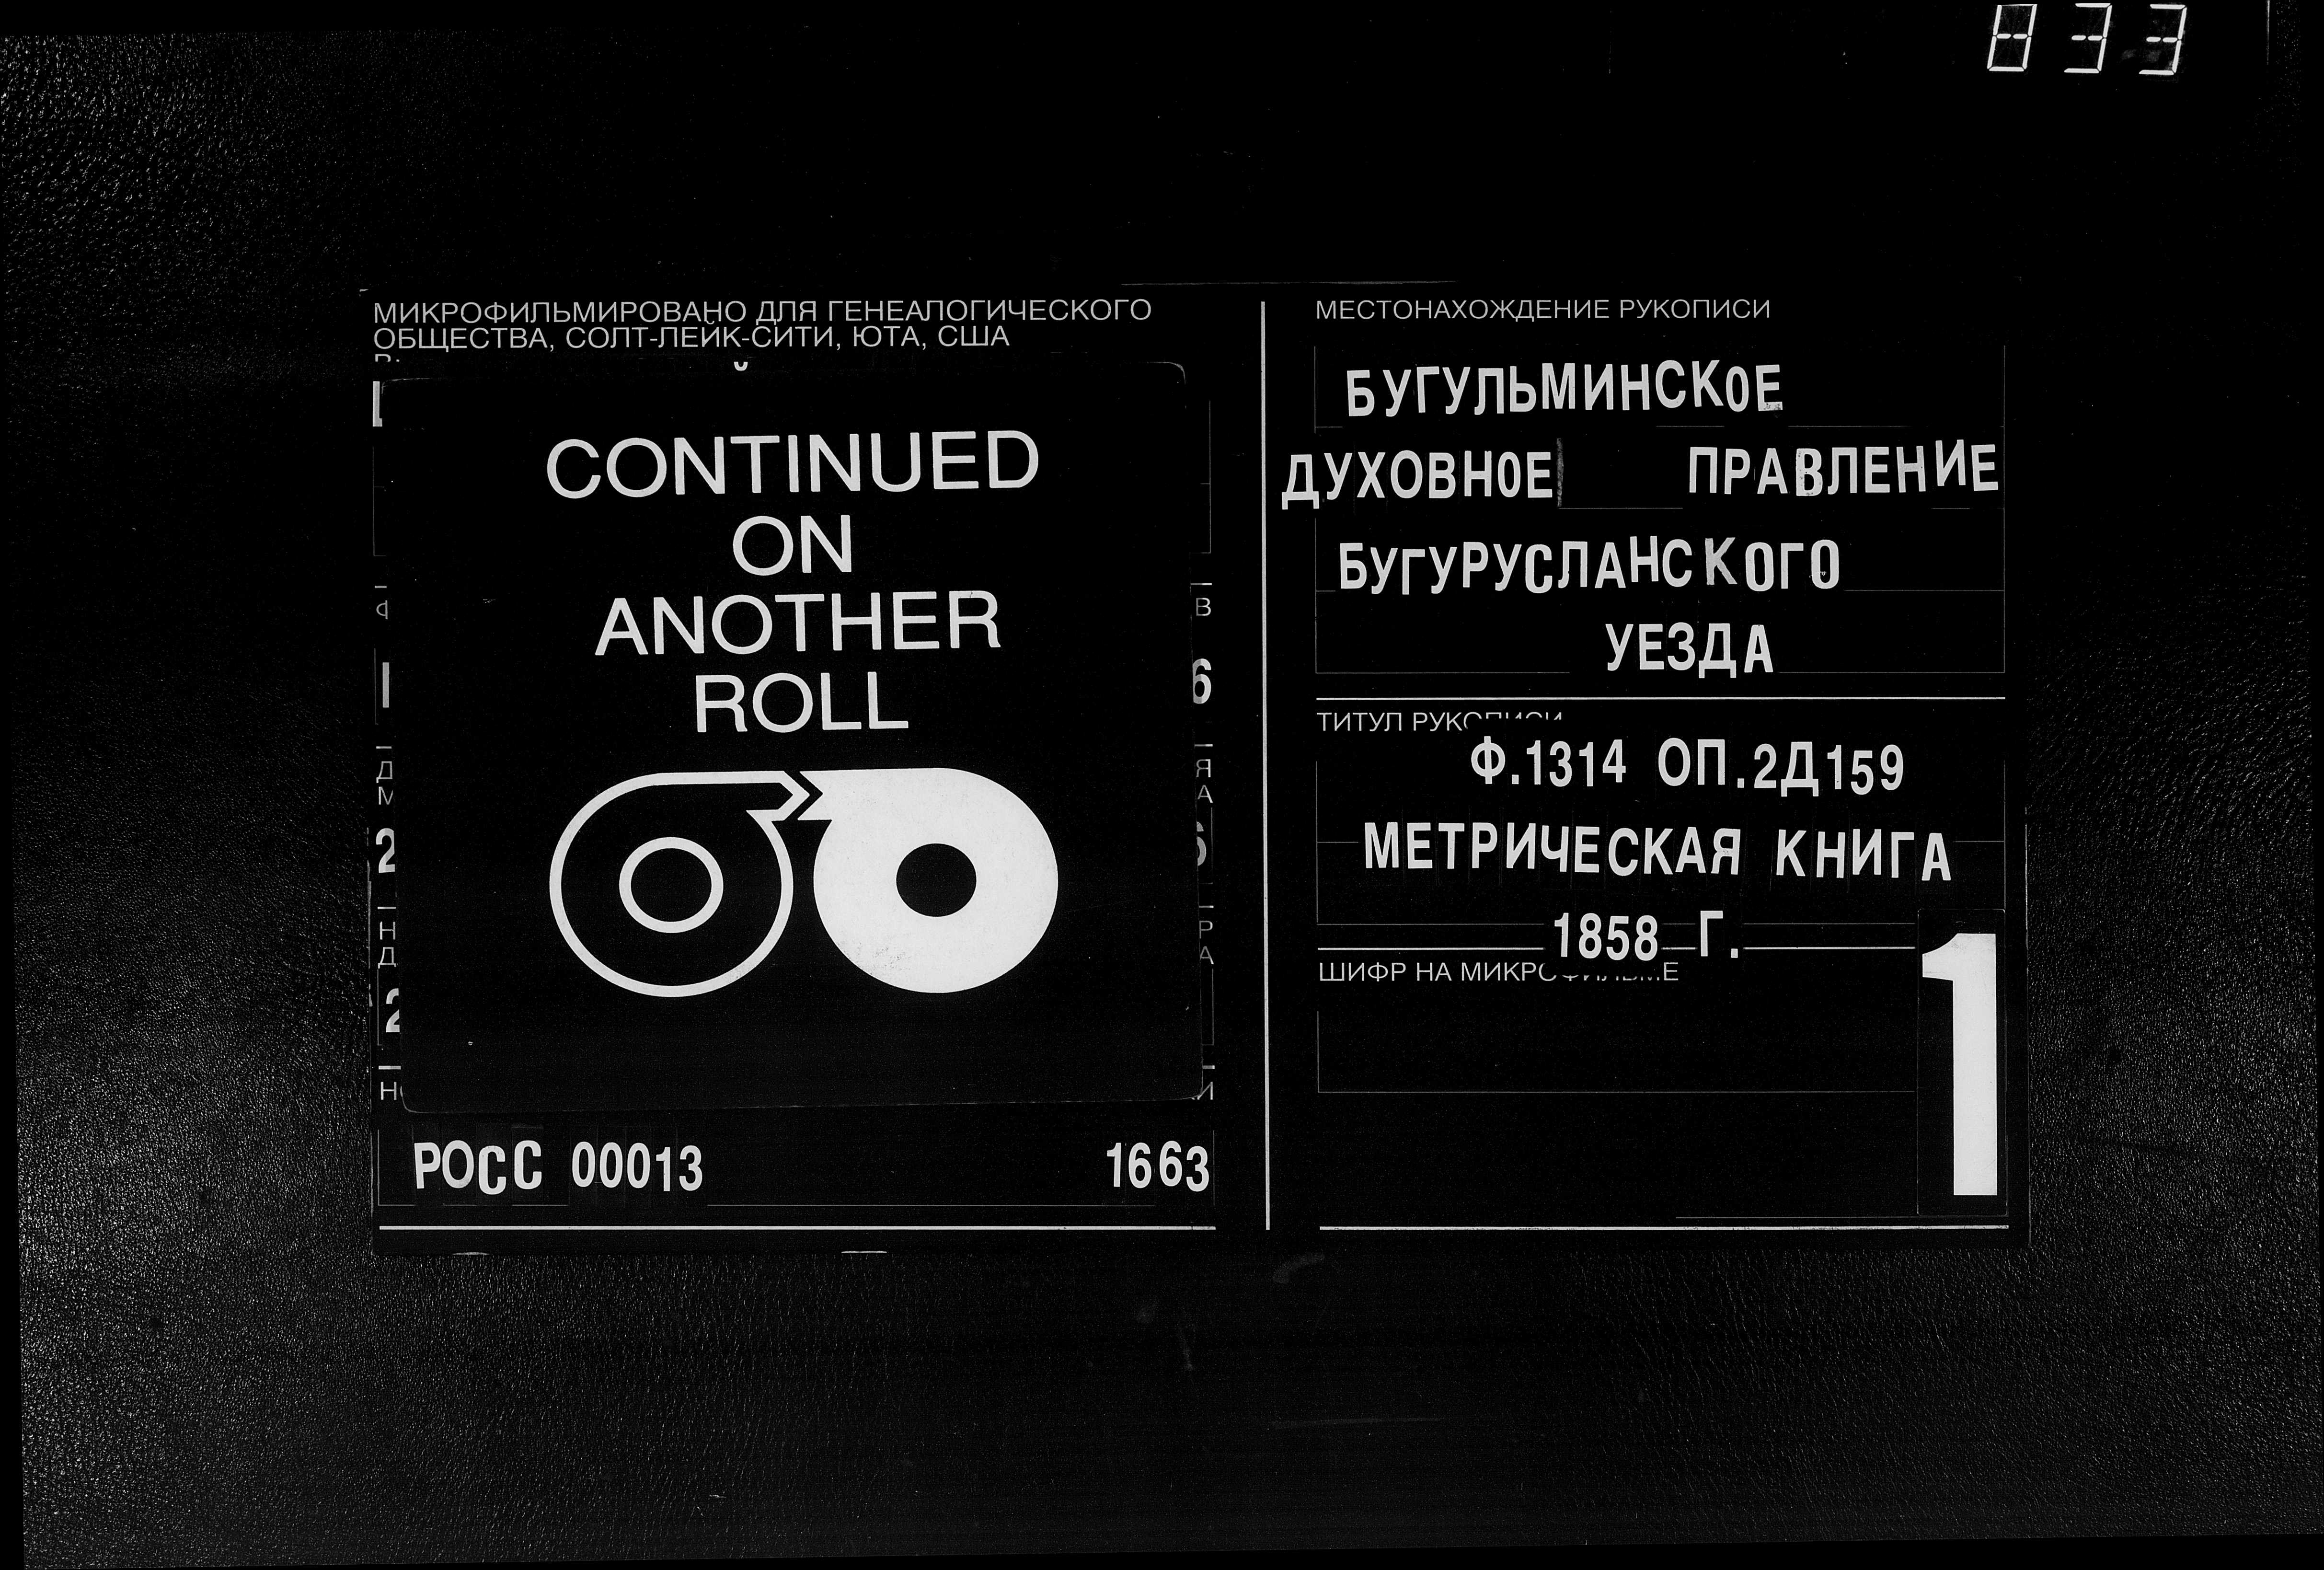 833
МИКРОФИЛЬМИРОВАНО ДЛЯ ГЕНЕАЛОГИЧЕСКОГО
ОБЩЕСТВА, СОЛТ-ЛЕЙК-СИТИ, ЮТА, США
CONTINUED
ON
ANOTHER
ROLL
РОСС 00013 1663
МЕСТОНАХОЖДЕНИЕ РУКОПИСИ
БУГУЛЬМИНСКОЕ
ДУХОВНОЕ ПРАВЛЕНИЕ
БУГУРУСЛАНСКОГО
УЕЗДА
ТИТУЛ РУКОПИСИ
Ф.1314 ОП.2Д159
МЕТРИЧЕСКАЯ КНИГА
1858 Г.
ШИФР НА МИКРОФИЛЬМЕ
1